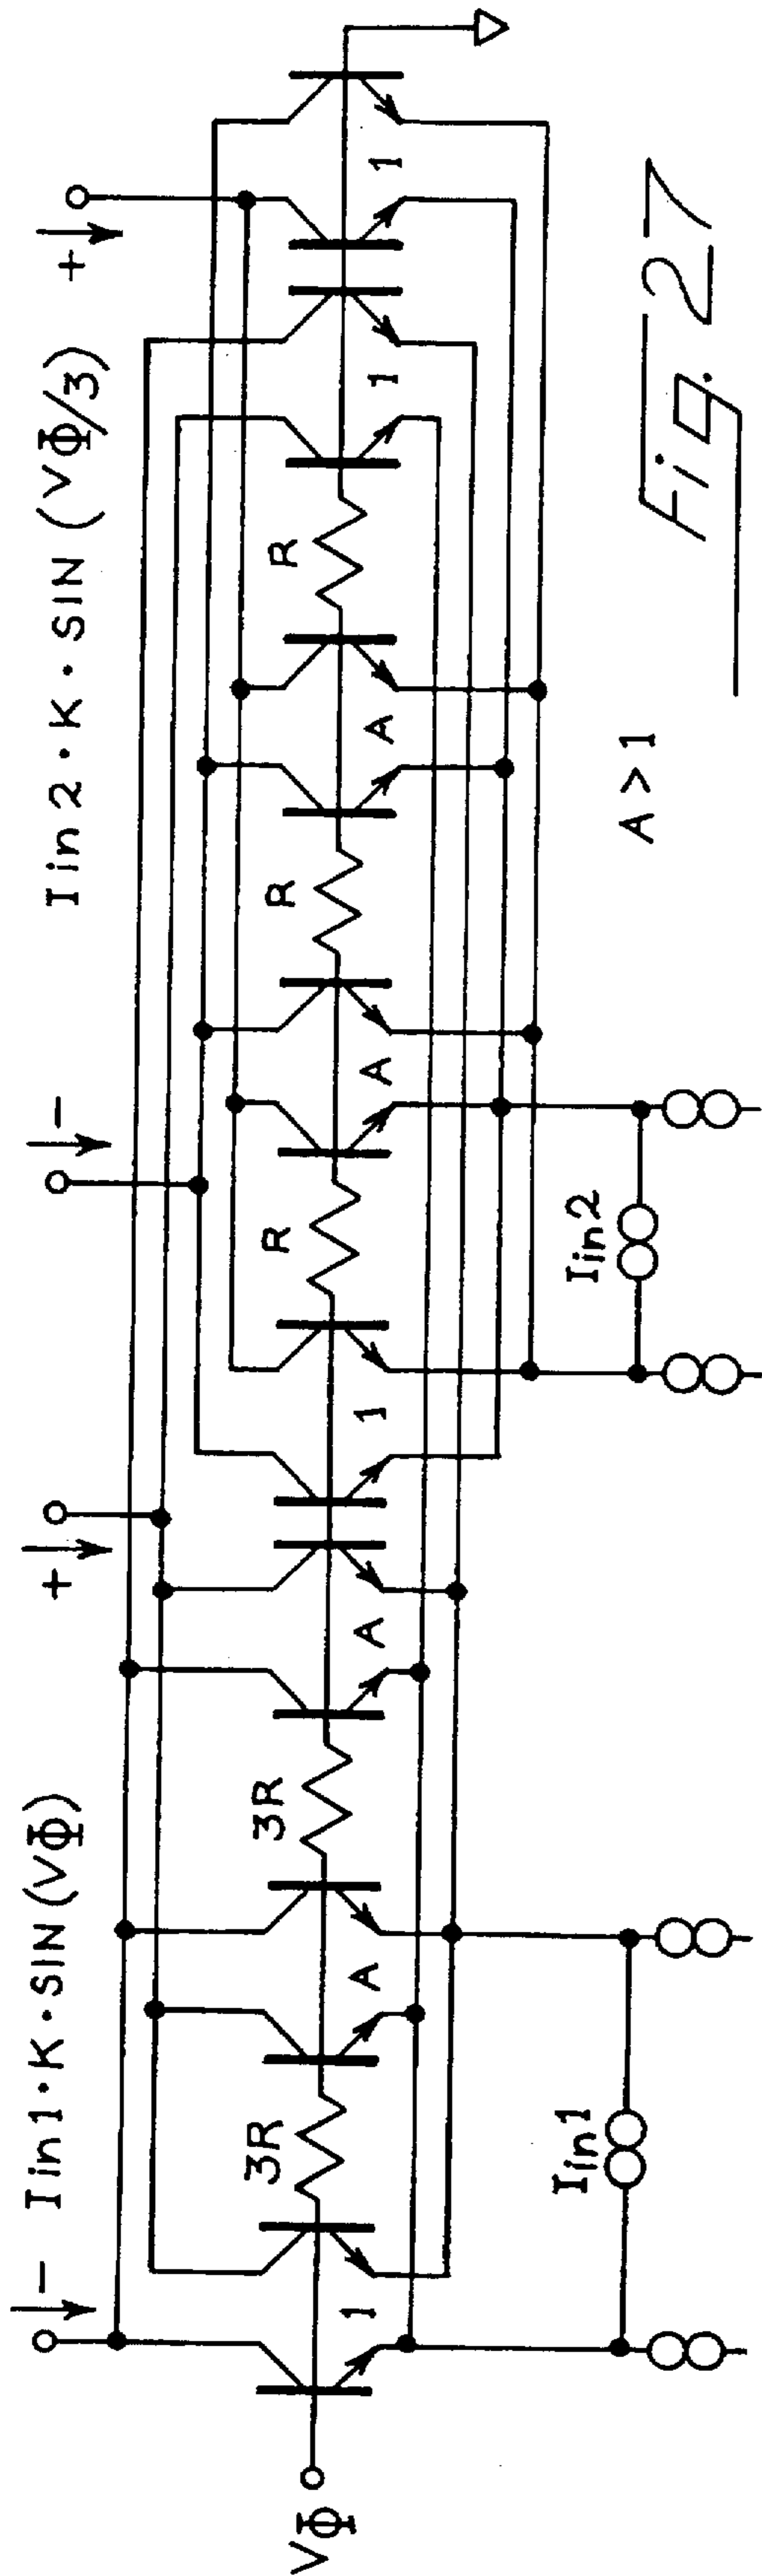 − Iin1·K·SIN(VΦ)
+
−
Iin2·K·SIN(VΦ/3)
+
VΦ
3R
3R
R
R
R
1
A
A
1
A
A
1
1
Iin1
Iin2
A > 1
Fig. 27